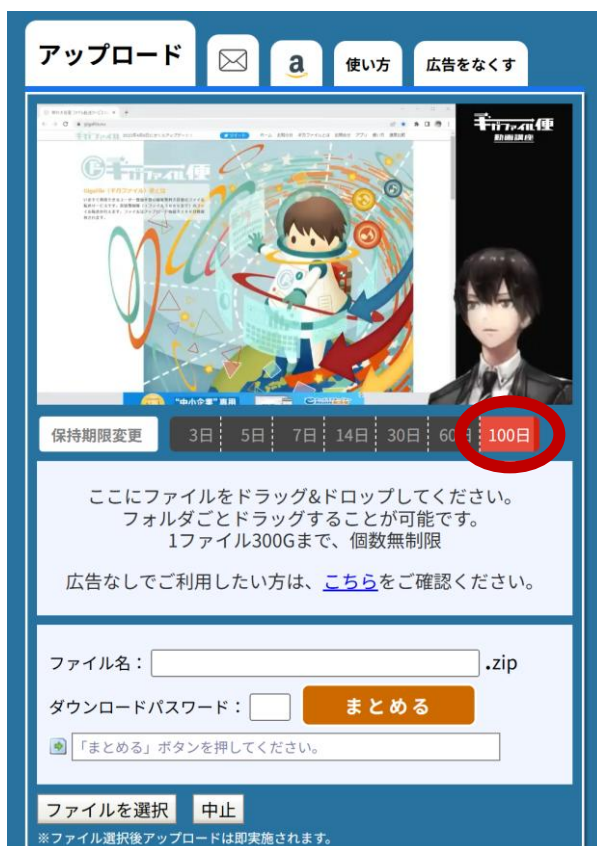 アップロード
使い方
広告をなくす
ギガファイル便
動画講座
ギガファイル便
"中小企業"専用
保持期限変更
3日 5日 7日 14日 30日 60日 100日
ここにファイルをドラッグ&ドロップしてください。
フォルダごとドラッグすることが可能です。
1ファイル300Gまで、個数無制限
広告なしでご利用したい方は、こちらをご確認ください。
ファイル名：
.zip
ダウンロードパスワード：
まとめる
「まとめる」ボタンを押してください。
ファイルを選択 中止
※ファイル選択後アップロードは即実施されます。